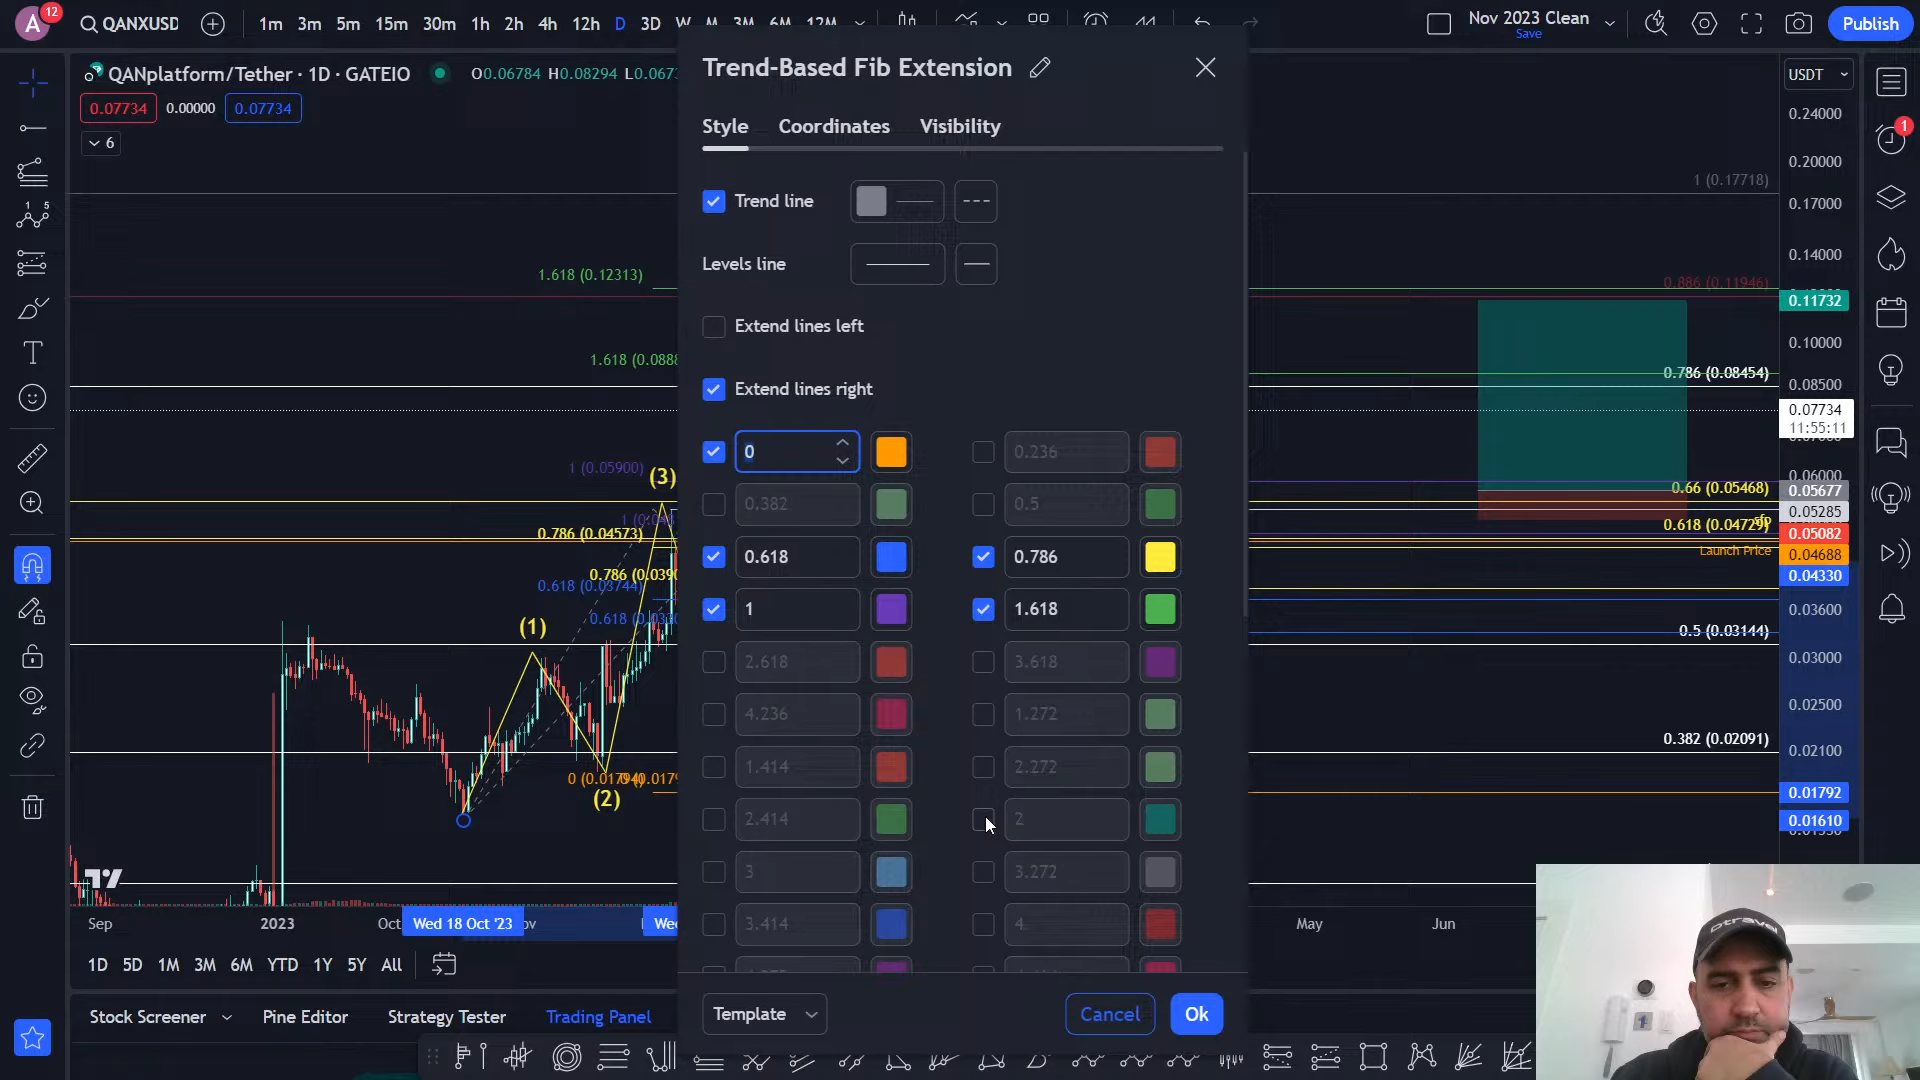 A
12
QANXUSD
1m 3m 5m 15m 30m 1h 2h 4h 12h D 3D W M 3M 6M 12M
Nov 2023 Clean
Save
Publish
QANplatform/Tether · 1D · GATEIO
O0.06784 H0.08294
0.07734 0.00000 0.07734
6
Trend-Based Fib Extension
Style Coordinates Visibility
Trend line
Levels line
Extend lines left
Extend lines right
0 0.236
0.382 0.5
0.618 0.786
1 1.618
2.618 3.618
4.236 1.272
1.414 2.272
2.414 2
3 3.272
3.414 4
Template
Cancel
Ok
1.618 (0.12313)
1 (0.05900)
(3)
0.786 (0.04573)
0.618 (0.03744)
(1)
(2)
USDT
0.24000
0.20000
1 (0.17718)
0.17000
0.14000
0.886 (0.11946)
0.11732
0.10000
0.786 (0.08454)
0.08500
0.07734
11:55:11
0.06000
0.66 (0.05468)
0.05677
0.05285
0.618 (0.04729)
0.05082
Launch Price
0.04688
0.04330
0.03600
0.5 (0.03144)
0.03000
0.02500
0.382 (0.02091)
0.02100
0.01792
0.01610
1
Sep 2023 Oct Wed 18 Oct '23 May Jun
1D 5D 1M 3M 6M YTD 1Y 5Y All
Stock Screener Pine Editor Strategy Tester Trading Panel
Dtravel